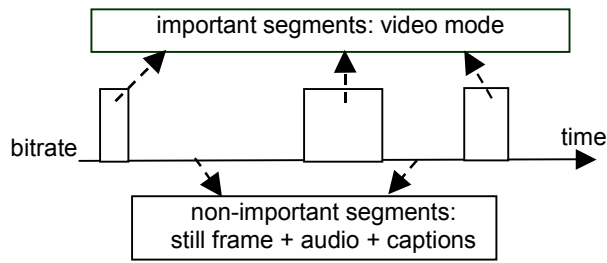 important segments: video mode
bitrate
time
non-important segments:
still frame + audio + captions